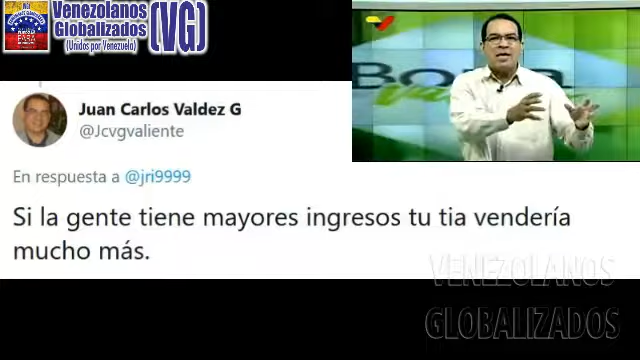 Venezolanos
Globalizados
(Unidos por Venezuela)
(VG)
Juan Carlos Valdez G
@Jcvgvaliente
En respuesta a @jri9999
Si la gente tiene mayores ingresos tu tia vendería
mucho más.
VENEZOLANOS
GLOBALIZADOS